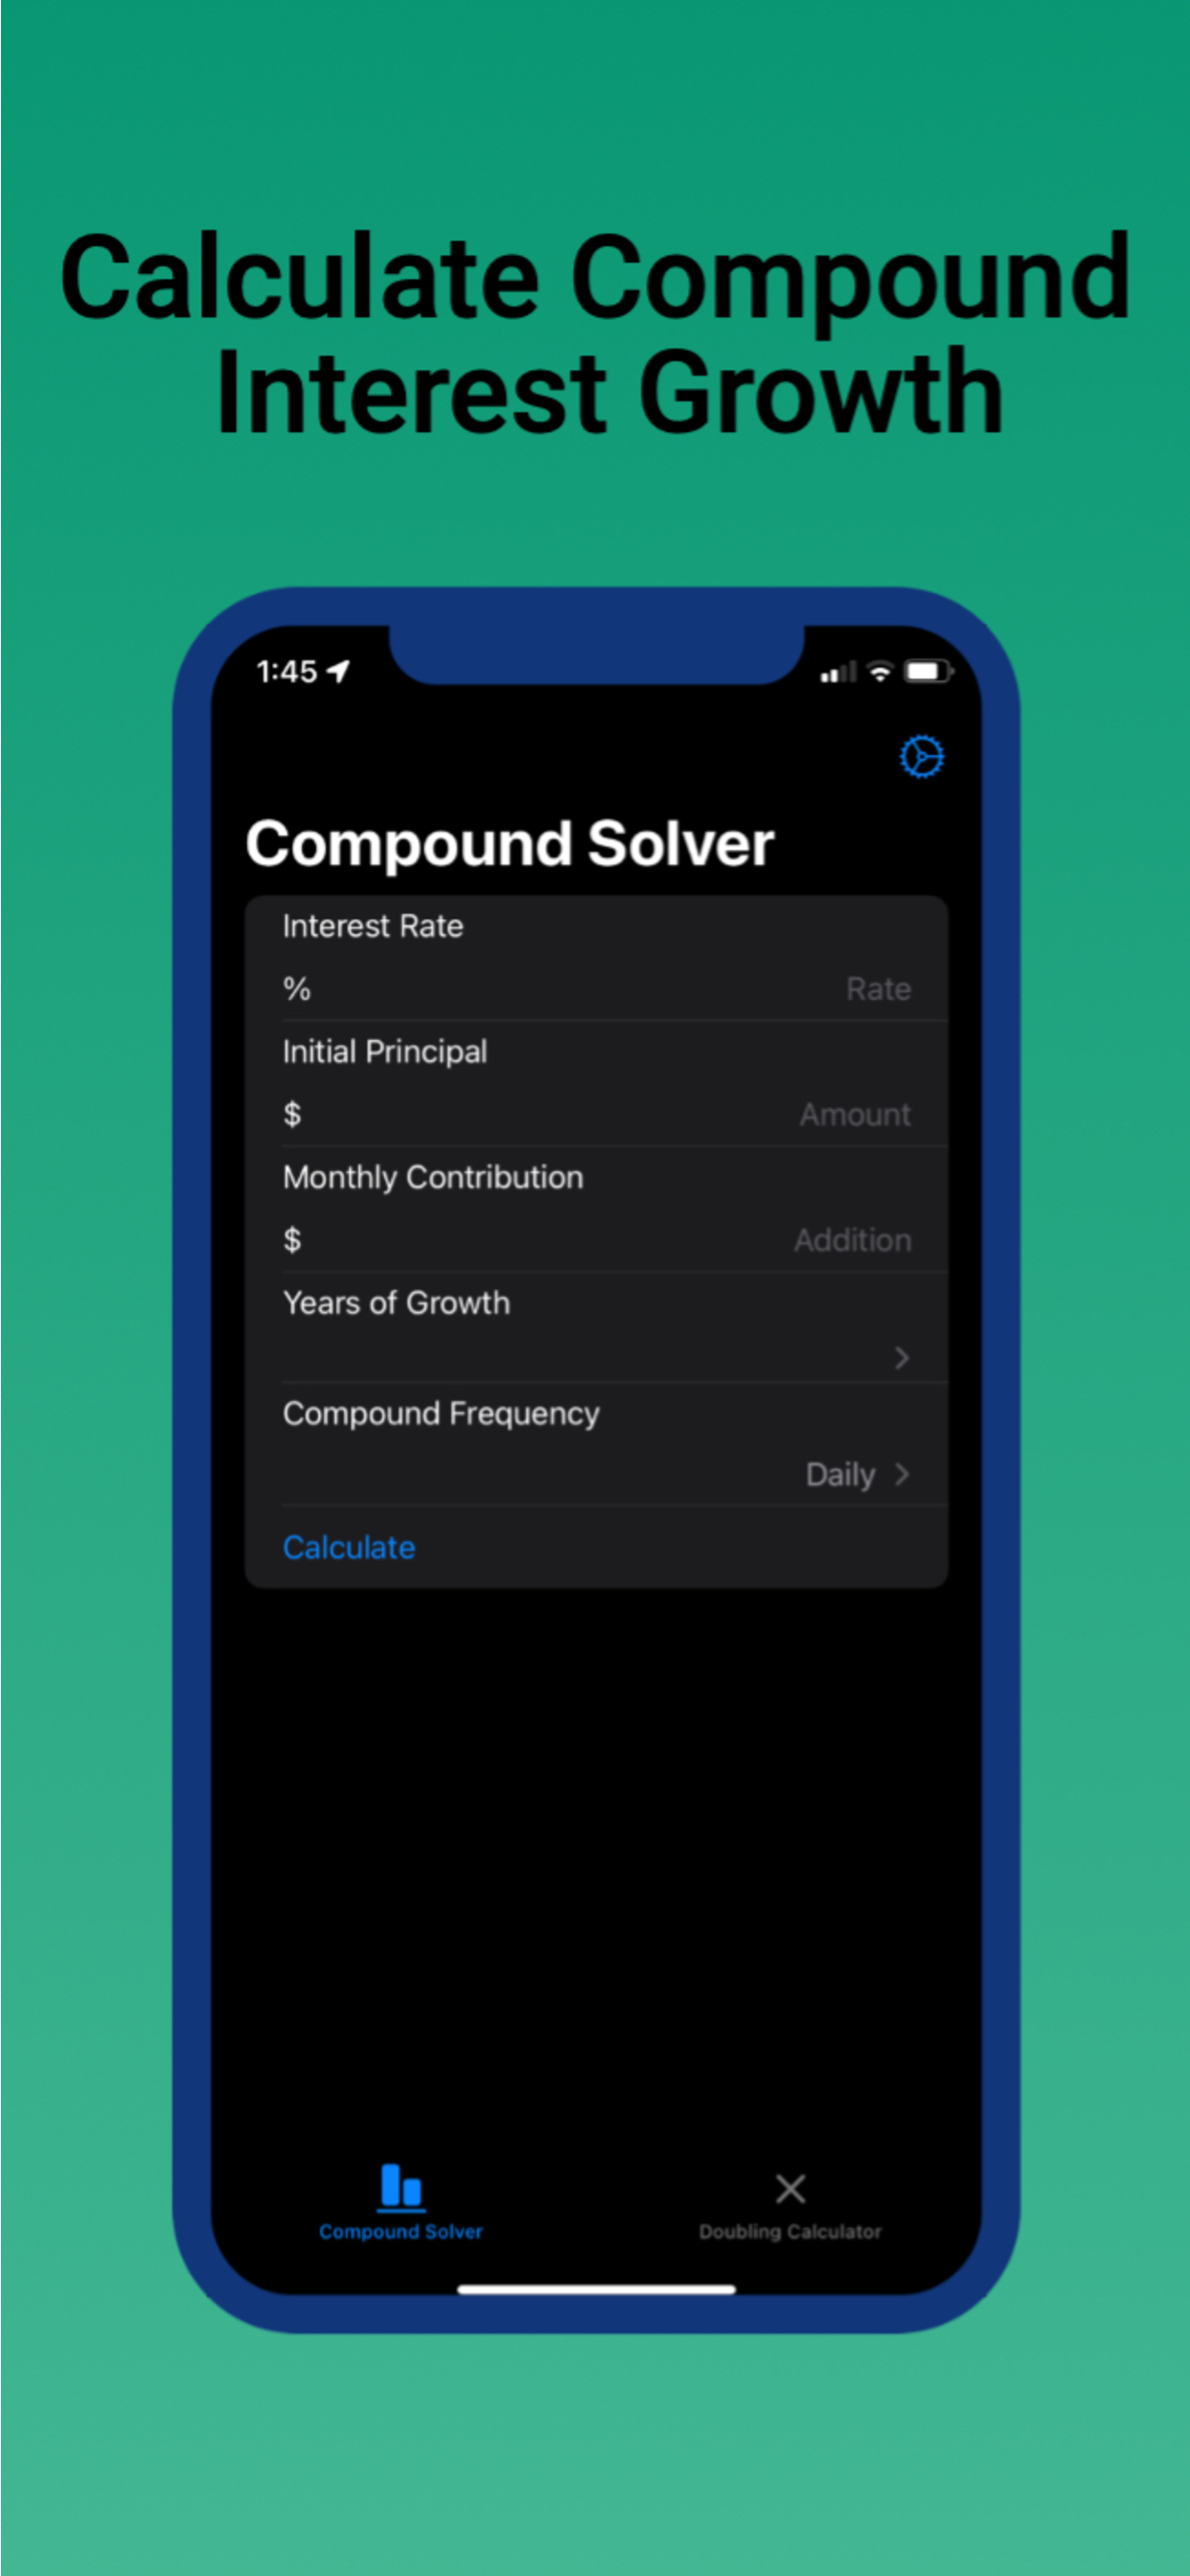 Calculate Compound
Interest Growth
1:45
Compound Solver
Interest Rate
% Rate
Initial Principal
$ Amount
Monthly Contribution
$ Addition
Years of Growth
Compound Frequency
Daily
Calculate
Compound Solver Doubling Calculator